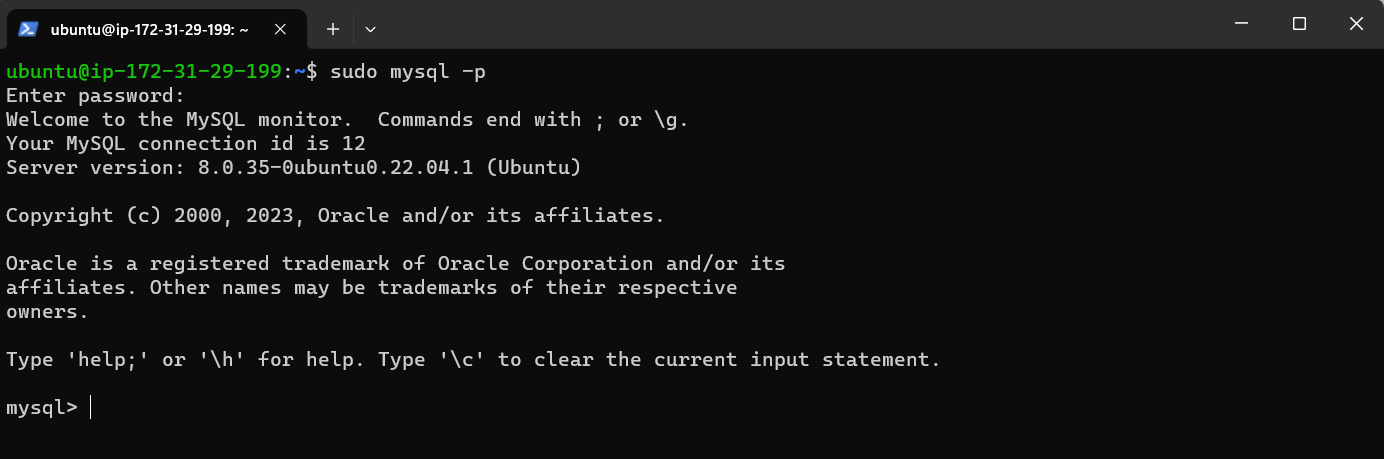 ubuntu@ip-172-31-29-199: ~
ubuntu@ip-172-31-29-199:~$ sudo mysql -p
Enter password:
Welcome to the MySQL monitor.  Commands end with ; or \g.
Your MySQL connection id is 12
Server version: 8.0.35-0ubuntu0.22.04.1 (Ubuntu)
Copyright (c) 2000, 2023, Oracle and/or its affiliates.
Oracle is a registered trademark of Oracle Corporation and/or its
affiliates. Other names may be trademarks of their respective
owners.
Type 'help;' or '\h' for help. Type '\c' to clear the current input statement.
mysql>